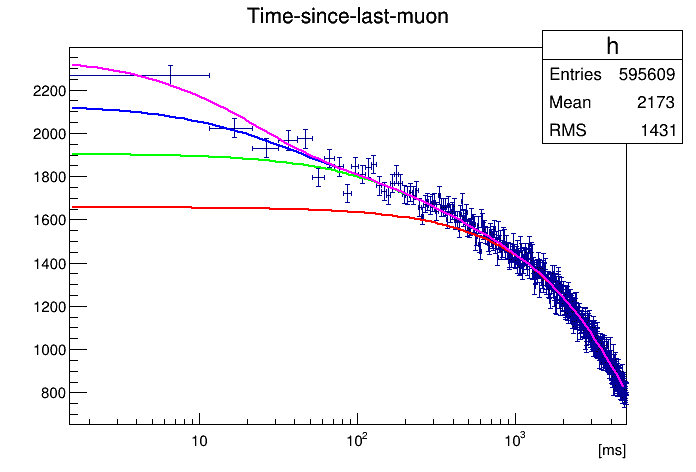 Time-since-last-muon
h
Entries 595609
Mean 2173
RMS 1431
2200
2000
1800
1600
1400
1200
1000
800
10
10²
10³
[ms]